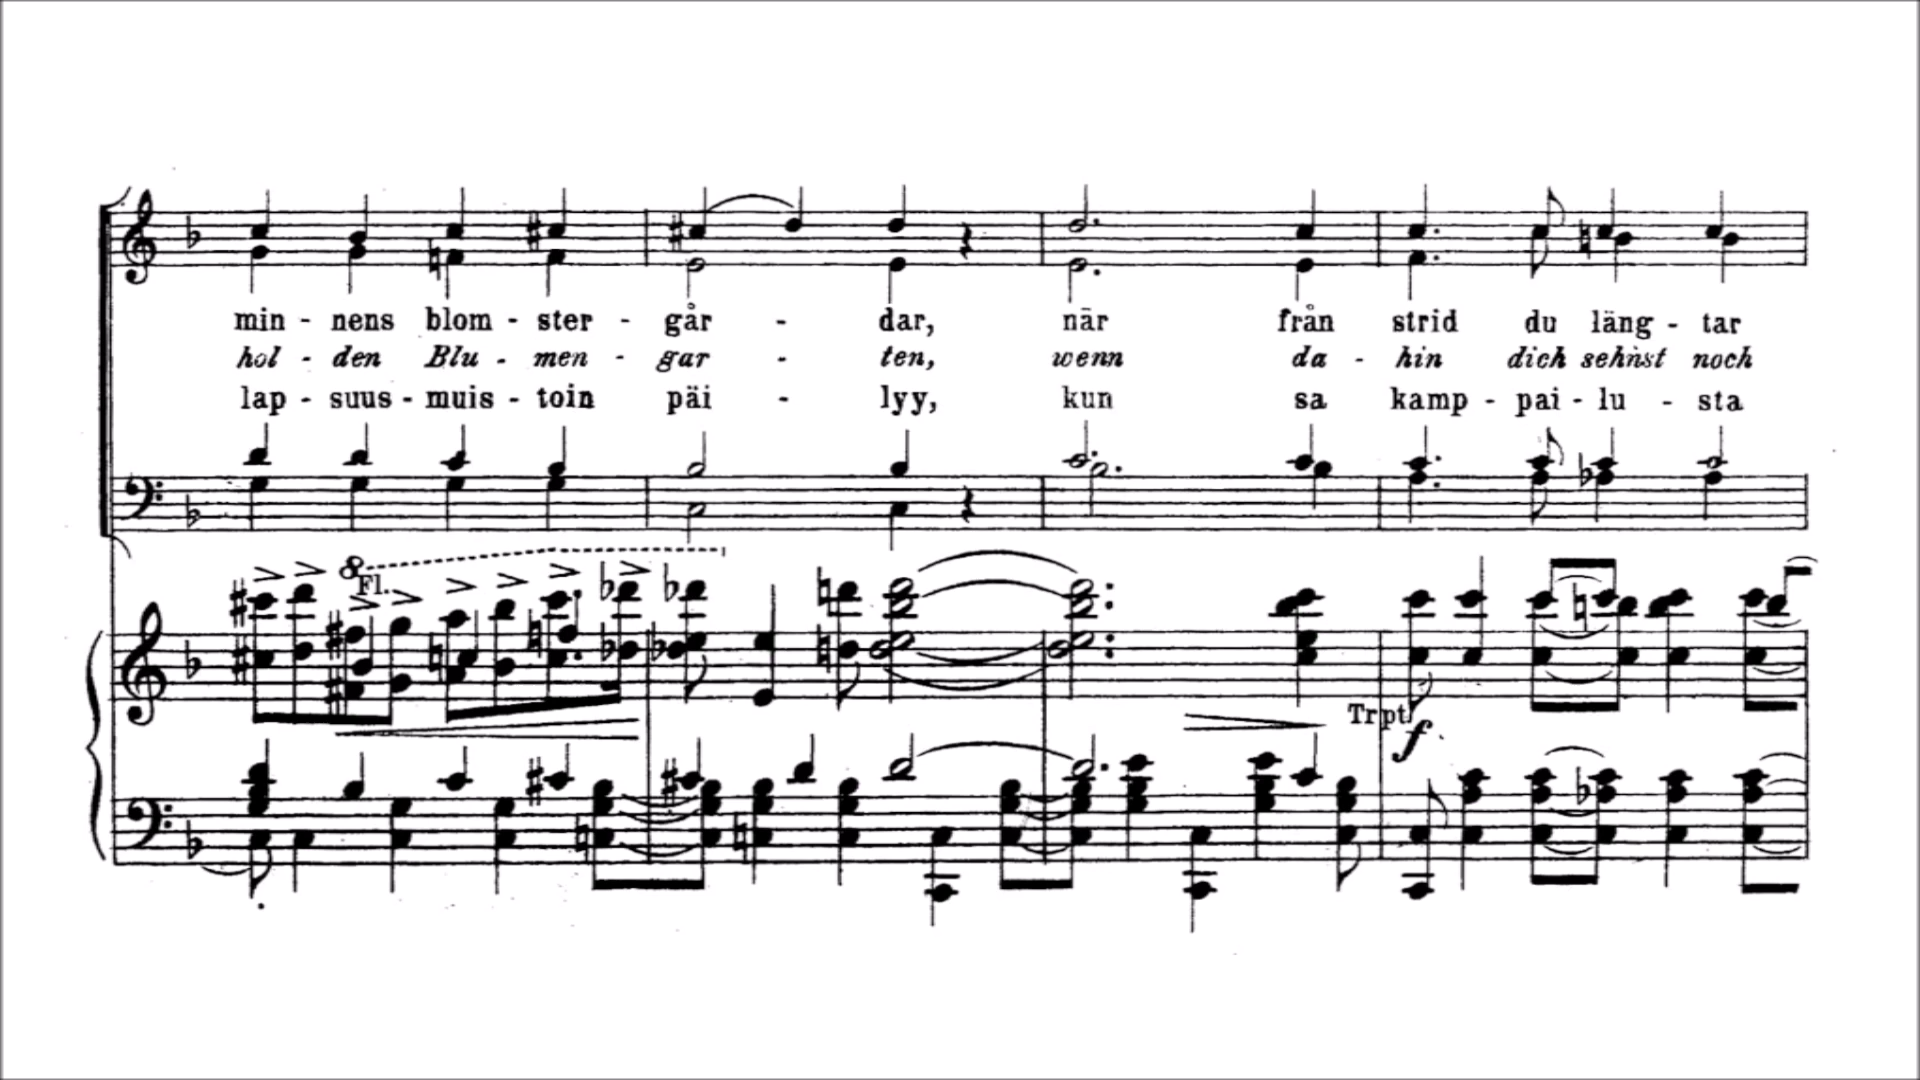 min - nens blom - ster - går - dar, när från strid du läng - tar
hol - den Blu - men - gar - ten, wenn da - hin dich sehnst noch
lap - suus - muis - toin päi - lyy, kun sa kamp - pai - lu - sta
8
Fl.
Trpt.
f